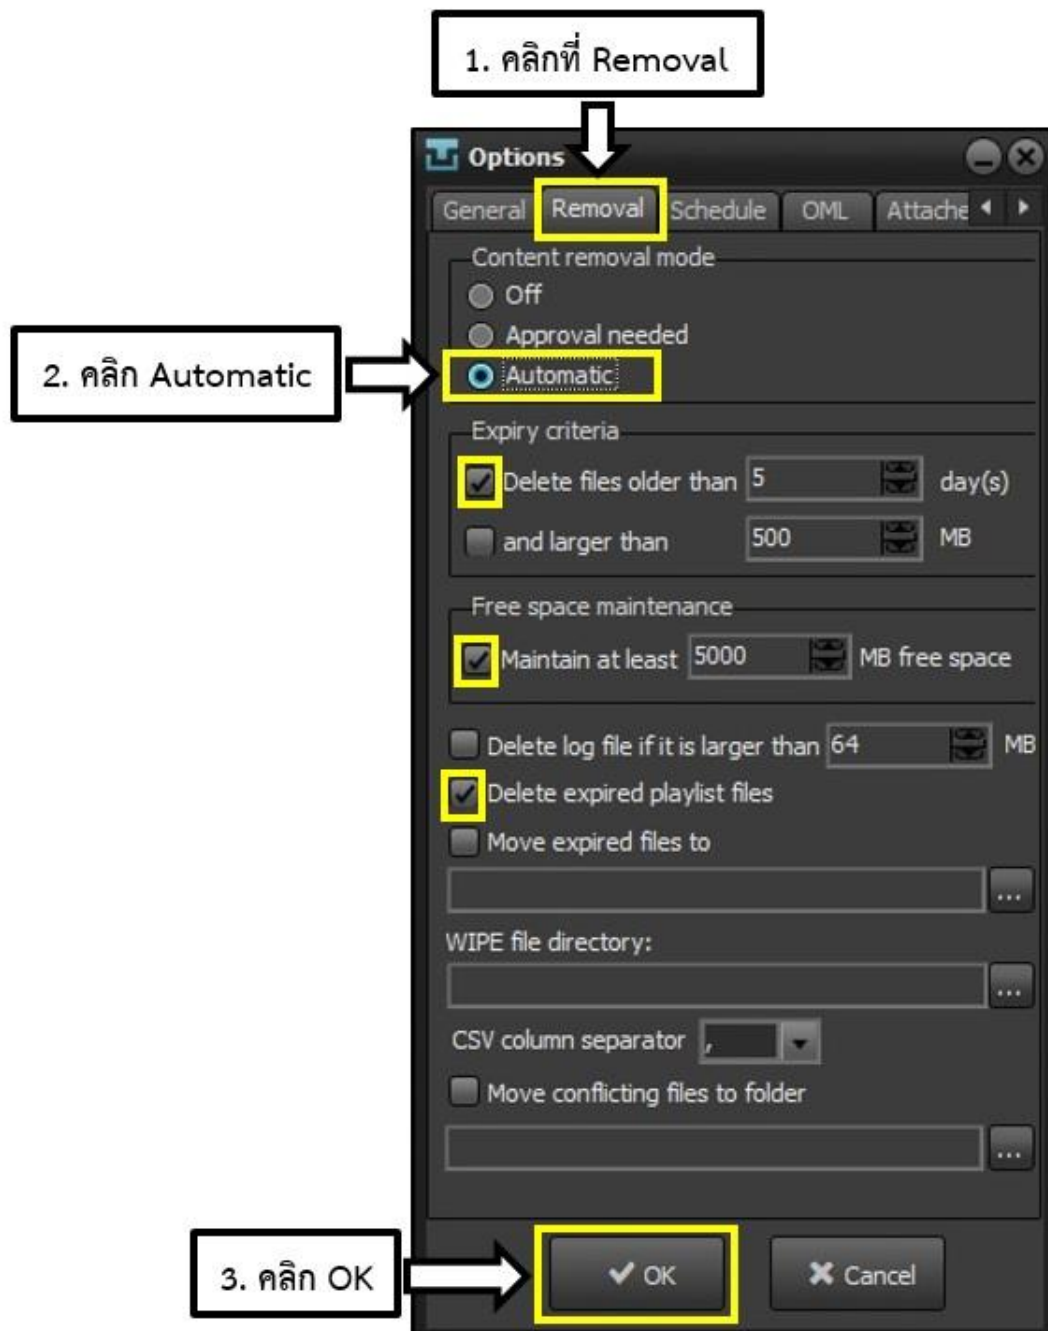 1. คลิกที่ Removal
Options
General Removal Schedule OML Attache
Content removal mode
Off
Approval needed
2. คลิก Automatic
Automatic
Expiry criteria
Delete files older than 5 day(s)
and larger than 500 MB
Free space maintenance
Maintain at least 5000 MB free space
Delete log file if it is larger than 64 MB
Delete expired playlist files
Move expired files to
...
WIPE file directory:
...
CSV column separator ,
Move conflicting files to folder
...
3. คลิก OK
OK Cancel